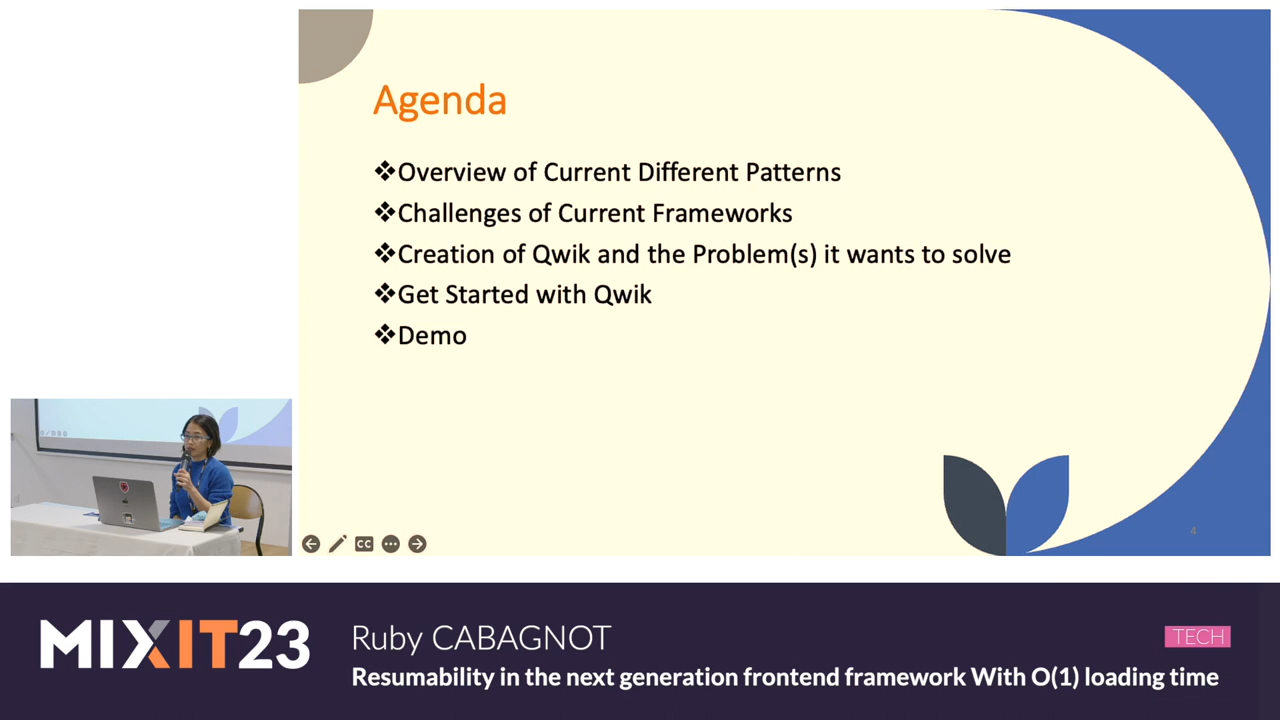 Agenda
❖Overview of Current Different Patterns
❖Challenges of Current Frameworks
❖Creation of Qwik and the Problem(s) it wants to solve
❖Get Started with Qwik
❖Demo
4
CC
MIXIT23
Ruby CABAGNOT
TECH
Resumability in the next generation frontend framework With O(1) loading time